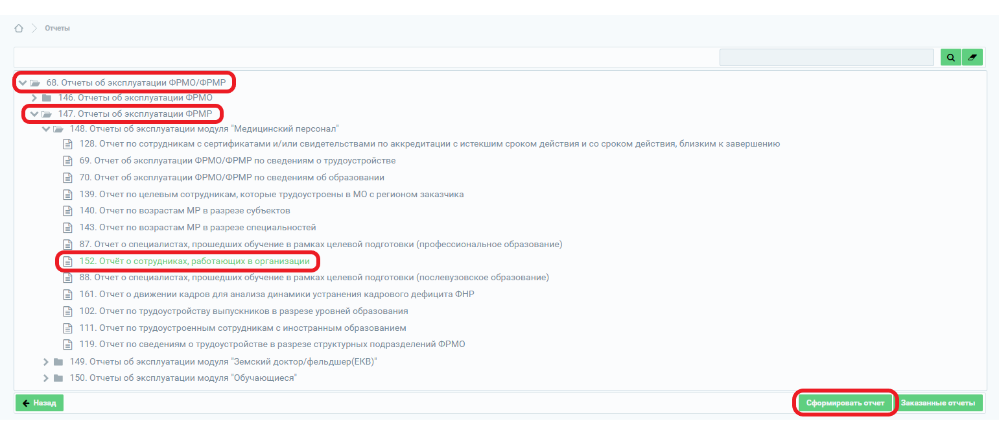 Отчеты
68. Отчеты об эксплуатации ФРМО/ФРМР
146. Отчеты об эксплуатации ФРМО
147. Отчеты об эксплуатации ФРМР
148. Отчеты об эксплуатации модуля "Медицинский персонал"
128. Отчет по сотрудникам с сертификатами и/или свидетельствами по аккредитации с истекшим сроком действия и со сроком действия, близким к завершению
69. Отчет об эксплуатации ФРМО/ФРМР по сведениям о трудоустройстве
70. Отчет об эксплуатации ФРМО/ФРМР по сведениям об образовании
139. Отчет по целевым сотрудникам, которые трудоустроены в МО с регионом заказчика
140. Отчет по возрастам МР в разрезе субъектов
143. Отчет по возрастам МР в разрезе специальностей
87. Отчет о специалистах, прошедших обучение в рамках целевой подготовки (профессиональное образование)
152. Отчёт о сотрудниках, работающих в организации
88. Отчет о специалистах, прошедших обучение в рамках целевой подготовки (послевузовское образование)
161. Отчет о движении кадров для анализа динамики устранения кадрового дефицита ФНР
102. Отчет по трудоустройству выпускников в разрезе уровней образования
111. Отчет по трудоустроенным сотрудникам с иностранным образованием
119. Отчет по сведениям о трудоустройстве в разрезе структурных подразделений ФРМО
149. Отчеты об эксплуатации модуля "Земский доктор/фельдшер(ЕКВ)"
150. Отчеты об эксплуатации модуля "Обучающиеся"
Назад Сформировать отчет Заказанные отчеты